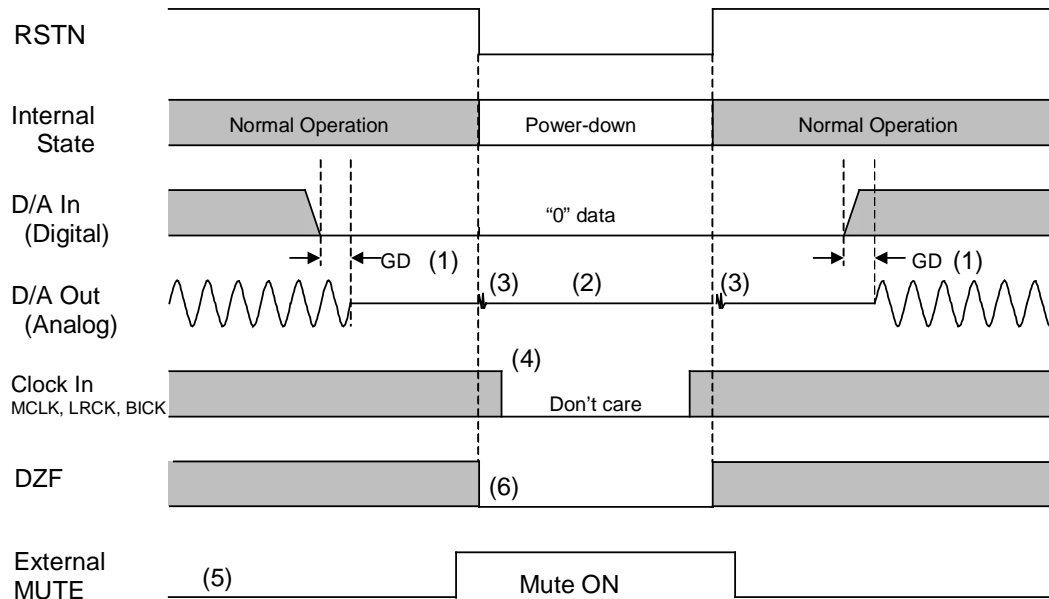 RSTN
Internal
State
Normal Operation
Power-down
Normal Operation
D/A In
(Digital)
"0" data
GD (1)
GD (1)
D/A Out
(Analog)
(3)
(2)
(3)
(4)
Clock In
MCLK, LRCK, BICK
Don't care
DZF
(6)
External
MUTE
(5)
Mute ON